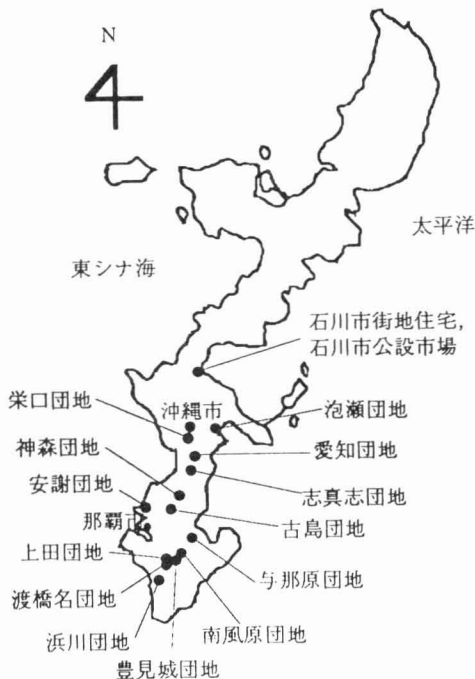 N
太平洋
東シナ海
石川市街地住宅,
石川市公設市場
沖縄市
栄口団地
泡瀬団地
神森団地
愛知団地
安謝団地
志真志団地
那覇市
古島団地
上田団地
与那原団地
渡橋名団地
浜川団地
南風原団地
豊見城団地